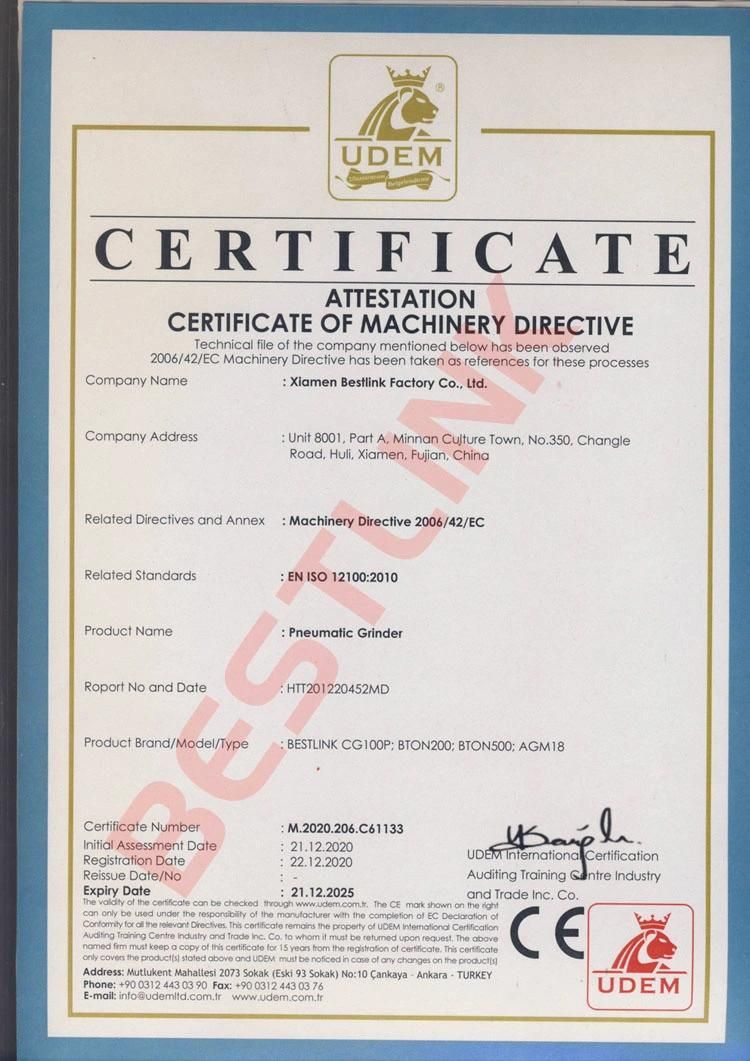 UDEM
Uluslararası Belgelendirme
CERTIFICATE
ATTESTATION
CERTIFICATE OF MACHINERY DIRECTIVE
Technical file of the company mentioned below has been observed
2006/42/EC Machinery Directive has been taken as references for these processes
Company Name : Xiamen Bestlink Factory Co., Ltd.
Company Address : Unit 8001, Part A, Minnan Culture Town, No.350, Changle
Road, Huli, Xiamen, Fujian, China
Related Directives and Annex : Machinery Directive 2006/42/EC
Related Standards : EN ISO 12100:2010
Product Name : Pneumatic Grinder
Roport No and Date : HTT201220452MD
Product Brand/Model/Type : BESTLINK CG100P; BTON200; BTON500; AGM18
BESTLINK
Certificate Number : M.2020.206.C61133
Initial Assessment Date : 21.12.2020
Registration Date : 22.12.2020
Reissue Date/No : -
Expiry Date : 21.12.2025
UDEM International Certification
Auditing Training Centre Industry
and Trade Inc. Co.
The validity of the certificate can be checked through www.udem.com.tr. The CE mark shown on the right
can only be used under the responsibility of the manufacturer with the completion of EC Declaration of
Conformity for all the relevant Directives. This certificate remains the property of UDEM International Certification
Auditing Training Centre Industry and Trade Inc. Co. to whom it must be returned upon request. The above
named firm must keep a copy of this certificate for 15 years from the registration of certificate. This certificate
only covers the product(s) stated above and UDEM must be noticed in case of any changes on the product(s)
Address: Mutlukent Mahallesi 2073 Sokak (Eski 93 Sokak) No:10 Çankaya - Ankara - TURKEY
Phone: +90 0312 443 03 90 Fax: +90 0312 443 03 76
E-mail: info@udemltd.com.tr www.udem.com.tr
CE
UDEM